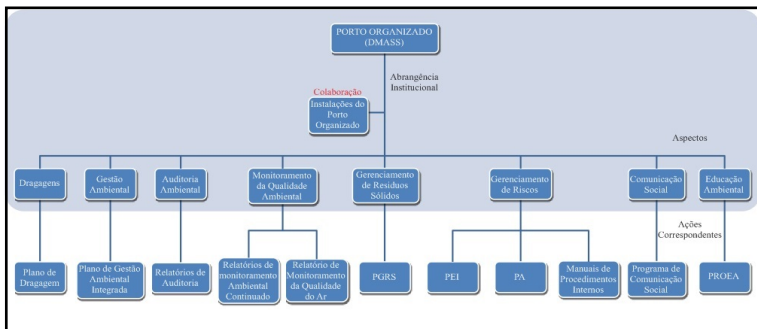 PORTO ORGANIZADO
(DMASS)
Abrangência
Institucional
Colaboração
Instalações do
Porto
Organizado
Aspectos
Dragagens
Gestão
Ambiental
Auditoria
Ambiental
Monitoramento
da Qualidade
Ambiental
Gerenciamento
de Resíduos
Sólidos
Gerenciamento
de Riscos
Comunicação
Social
Educação
Ambiental
Ações
Correspondentes
Plano de
Dragagem
Plano de Gestão
Ambiental
Integrada
Relatórios de
Auditoria
Relatórios de
monitoramento
Ambiental
Continuado
Relatório de
Monitoramento
da Qualidade
do Ar
PGRS
PEI
PA
Manuais de
Procedimentos
Internos
Programa de
Comunicação
Social
PROEA